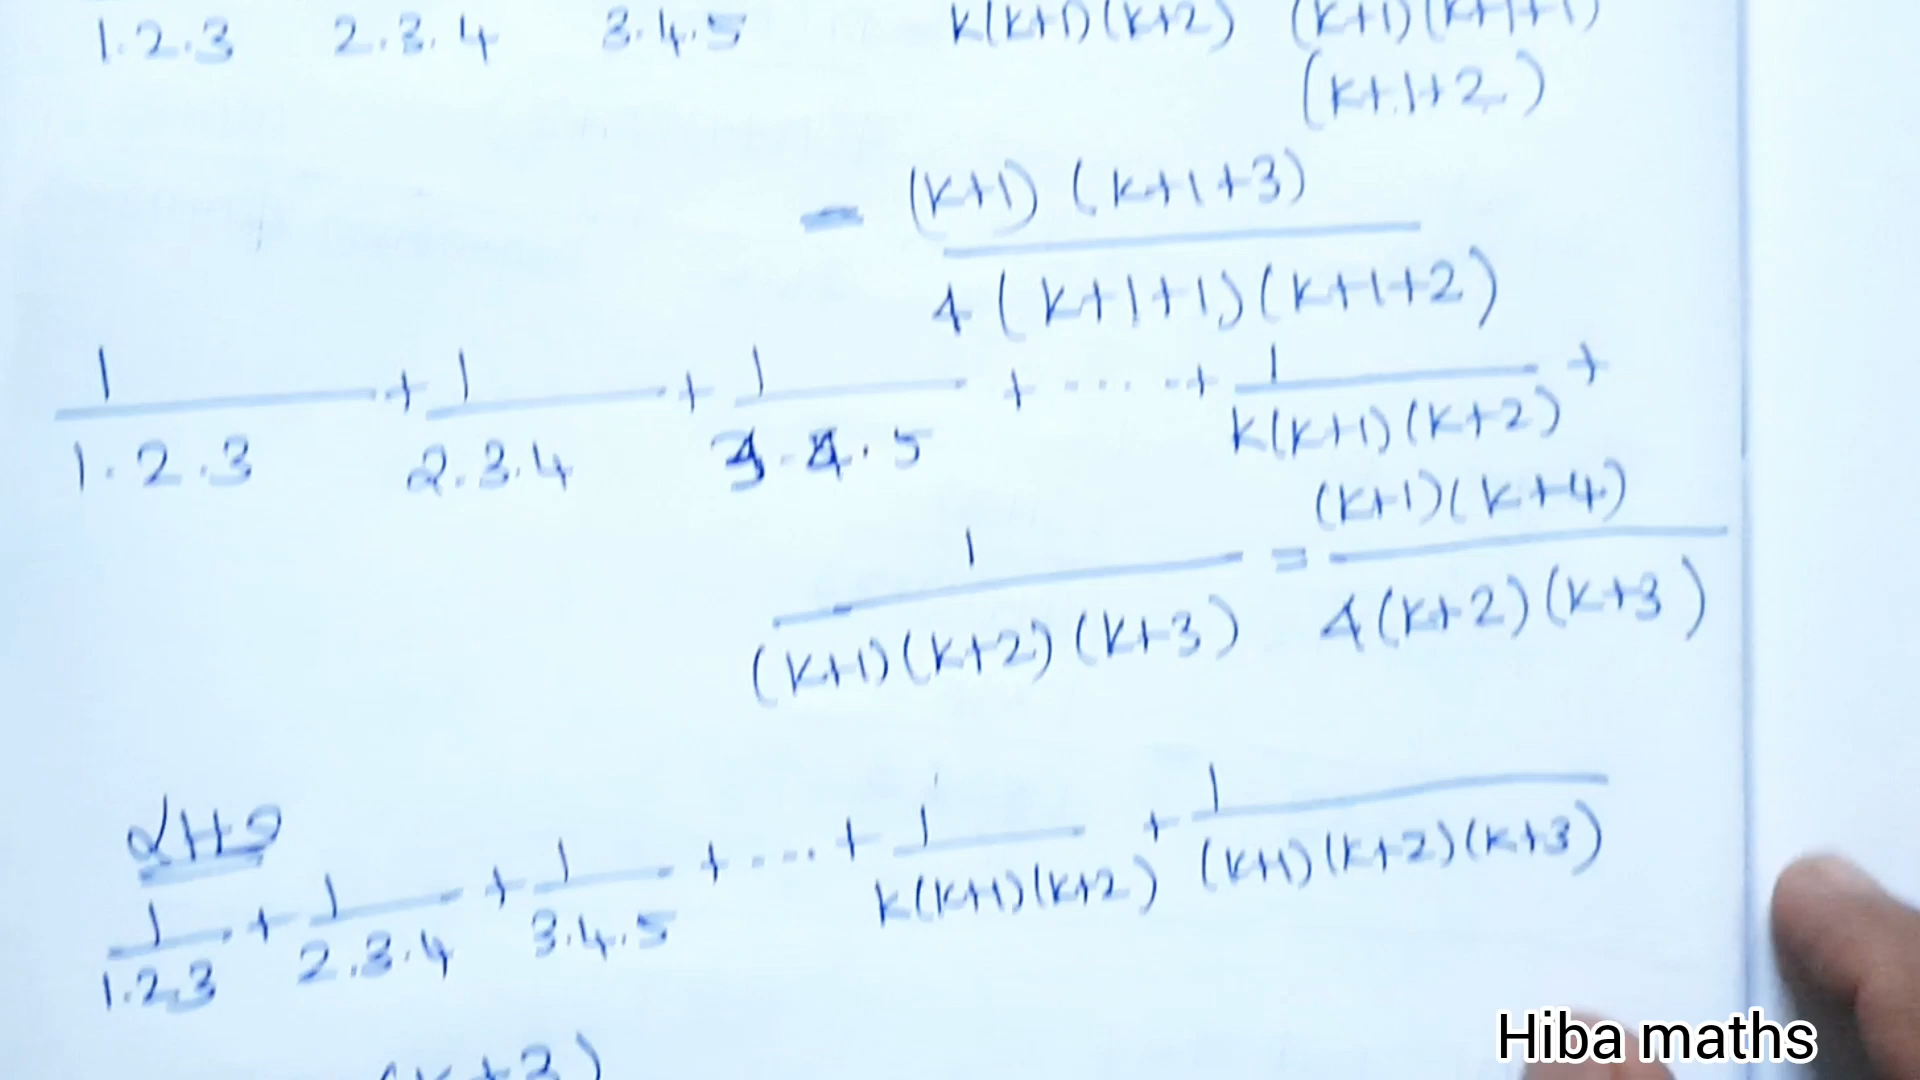 1.2.3 2.3.4 3.4.5 k(k+1)(k+2) (k+1)(k+1+1)
(k+1+2)
= (k+1)(k+1+3)
4(k+1+1)(k+1+2)
1 + 1 + 1 + .... + 1 +
1.2.3 2.3.4 3.4.5 k(k+1)(k+2)
1 = (k+1)(k+4)
(k+1)(k+2)(k+3) 4(k+2)(k+3)
LHS
1 + 1 + 1 + ... + 1 + 1
1.2.3 2.3.4 3.4.5 k(k+1)(k+2) (k+1)(k+2)(k+3)
Hiba maths